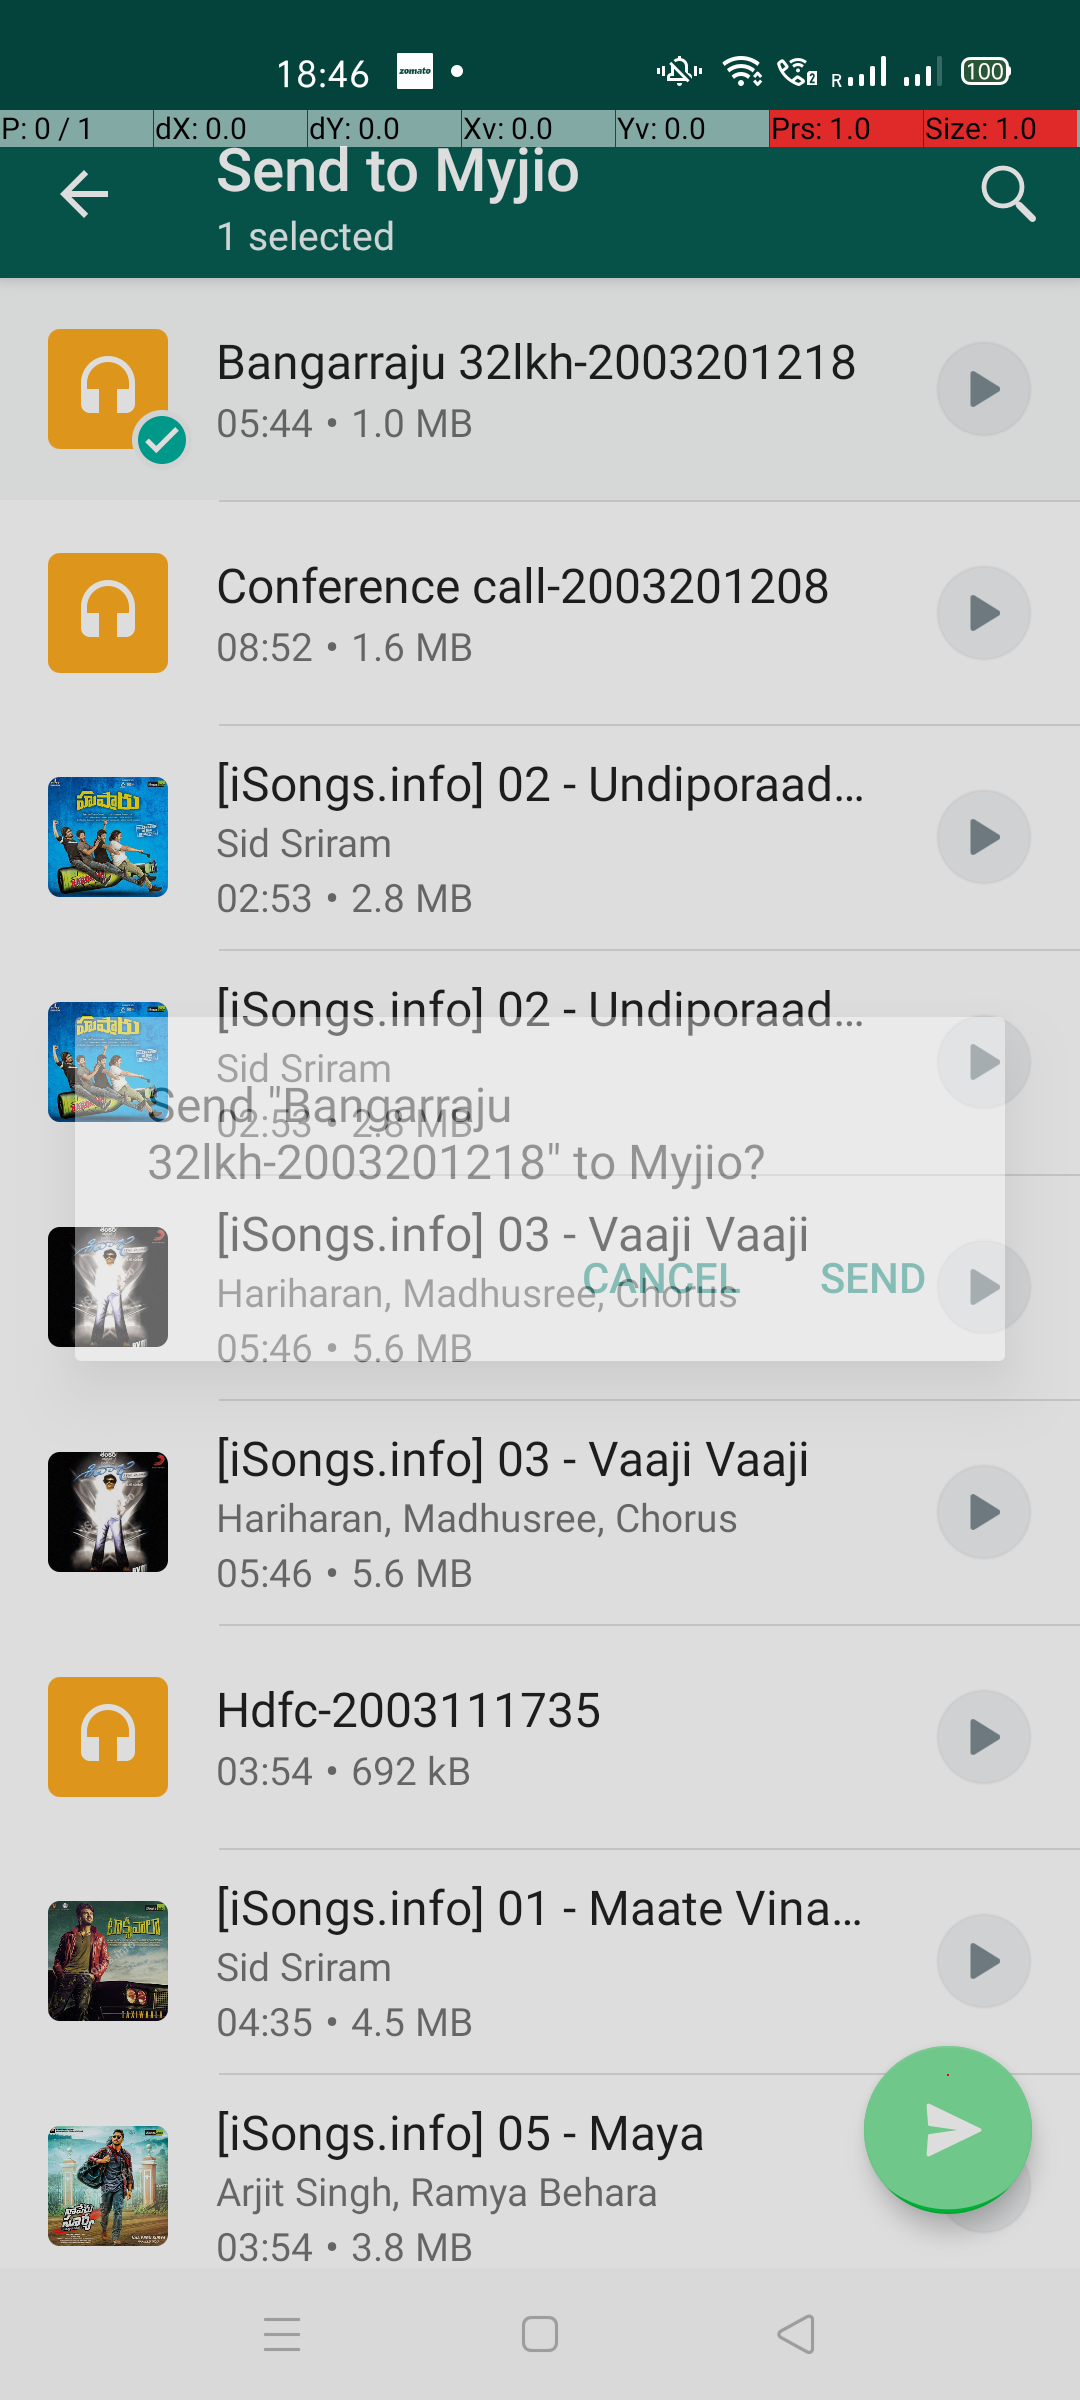 18:46 zomato 2 R 100
P: 0 / 1 dX: 0.0 dY: 0.0 Xv: 0.0 Yv: 0.0 Prs: 1.0 Size: 1.0
Send to Myjio
1 selected
Bangarraju 32lkh-2003201218
05:44 • 1.0 MB
Conference call-2003201208
08:52 • 1.6 MB
[iSongs.info] 02 - Undiporaad...
హుషారు
Sid Sriram
02:53 • 2.8 MB
[iSongs.info] 02 - Undiporaad...
హుషారు
Sid Sriram
02:53 • 2.8 MB
Send "Bangarraju
32lkh-2003201218" to Myjio?
CANCEL SEND
[iSongs.info] 03 - Vaaji Vaaji
Hariharan, Madhusree, Chorus
05:46 • 5.6 MB
[iSongs.info] 03 - Vaaji Vaaji
Hariharan, Madhusree, Chorus
05:46 • 5.6 MB
Hdfc-2003111735
03:54 • 692 kB
[iSongs.info] 01 - Maate Vina...
టాక్సీవాలా
TAXIWAALA
Sid Sriram
04:35 • 4.5 MB
[iSongs.info] 05 - Maya
Arjit Singh, Ramya Behara
03:54 • 3.8 MB